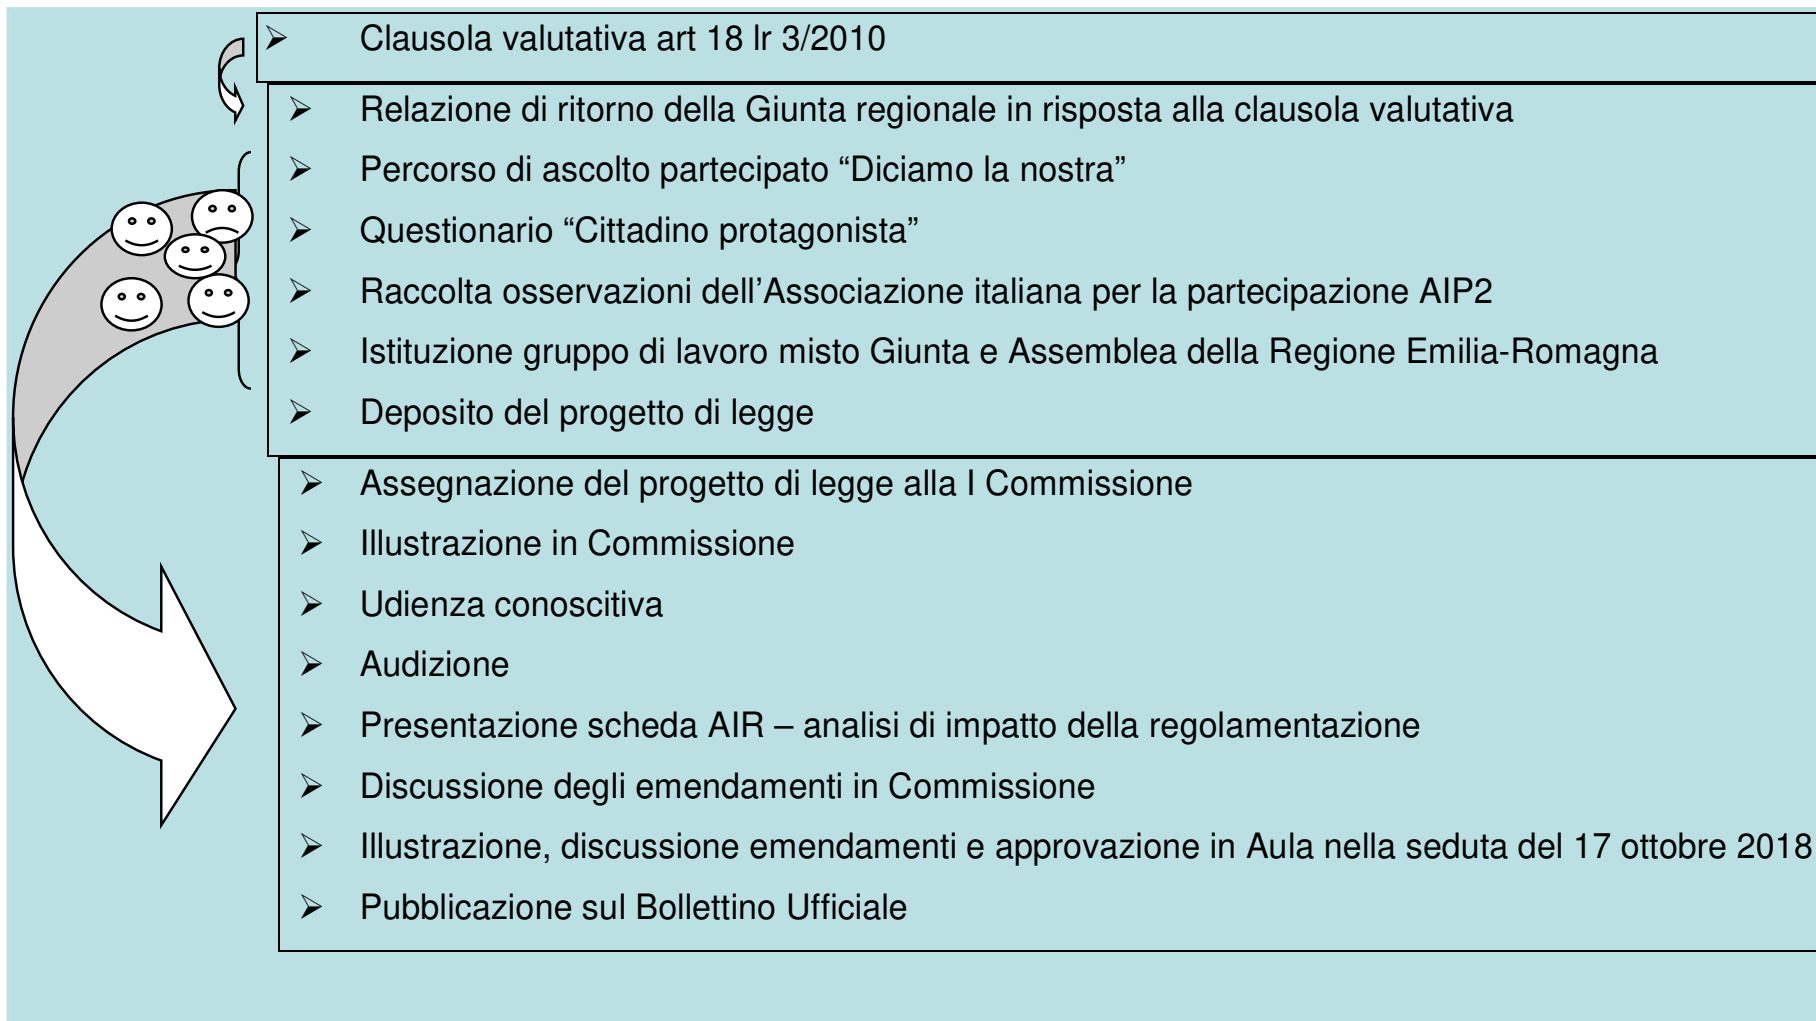 ➢ Clausola valutativa art 18 lr 3/2010
➢ Relazione di ritorno della Giunta regionale in risposta alla clausola valutativa
➢ Percorso di ascolto partecipato “Diciamo la nostra”
➢ Questionario “Cittadino protagonista”
➢ Raccolta osservazioni dell’Associazione italiana per la partecipazione AIP2
➢ Istituzione gruppo di lavoro misto Giunta e Assemblea della Regione Emilia-Romagna
➢ Deposito del progetto di legge
➢ Assegnazione del progetto di legge alla I Commissione
➢ Illustrazione in Commissione
➢ Udienza conoscitiva
➢ Audizione
➢ Presentazione scheda AIR – analisi di impatto della regolamentazione
➢ Discussione degli emendamenti in Commissione
➢ Illustrazione, discussione emendamenti e approvazione in Aula nella seduta del 17 ottobre 2018
➢ Pubblicazione sul Bollettino Ufficiale